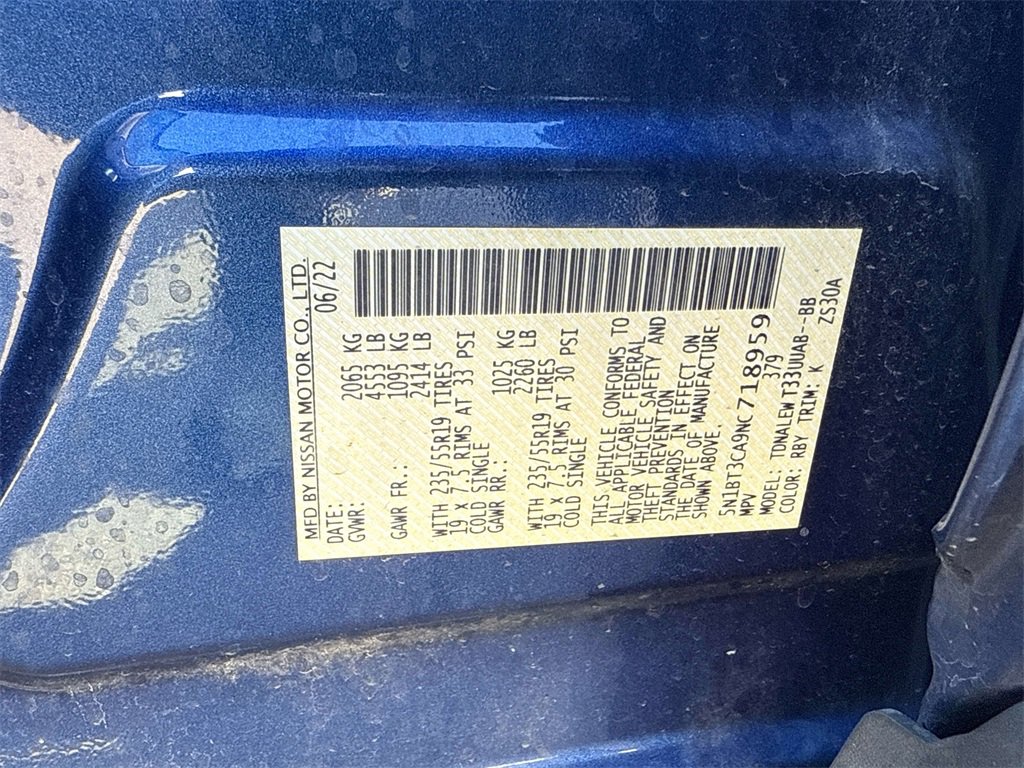 MFD BY NISSAN MOTOR CO., LTD.
DATE: 06/22
GVWR: 2065 KG
4553 LB
GAWR FR.: 1095 KG
2414 LB
WITH 235/55R19 TIRES
19 X 7.5 RIMS AT 33 PSI
COLD SINGLE
GAWR RR.: 1025 KG
2260 LB
WITH 235/55R19 TIRES
19 X 7.5 RIMS AT 30 PSI
COLD SINGLE
THIS VEHICLE CONFORMS TO
ALL APPLICABLE FEDERAL
MOTOR VEHICLE SAFETY AND
THEFT PREVENTION
STANDARDS IN EFFECT ON
THE DATE OF MANUFACTURE
SHOWN ABOVE.
5N1BT3CA9NC718959
MPV 379
MODEL: TDNALEWT33UUAB--BB
COLOR: RBY TRIM: K ZS30A